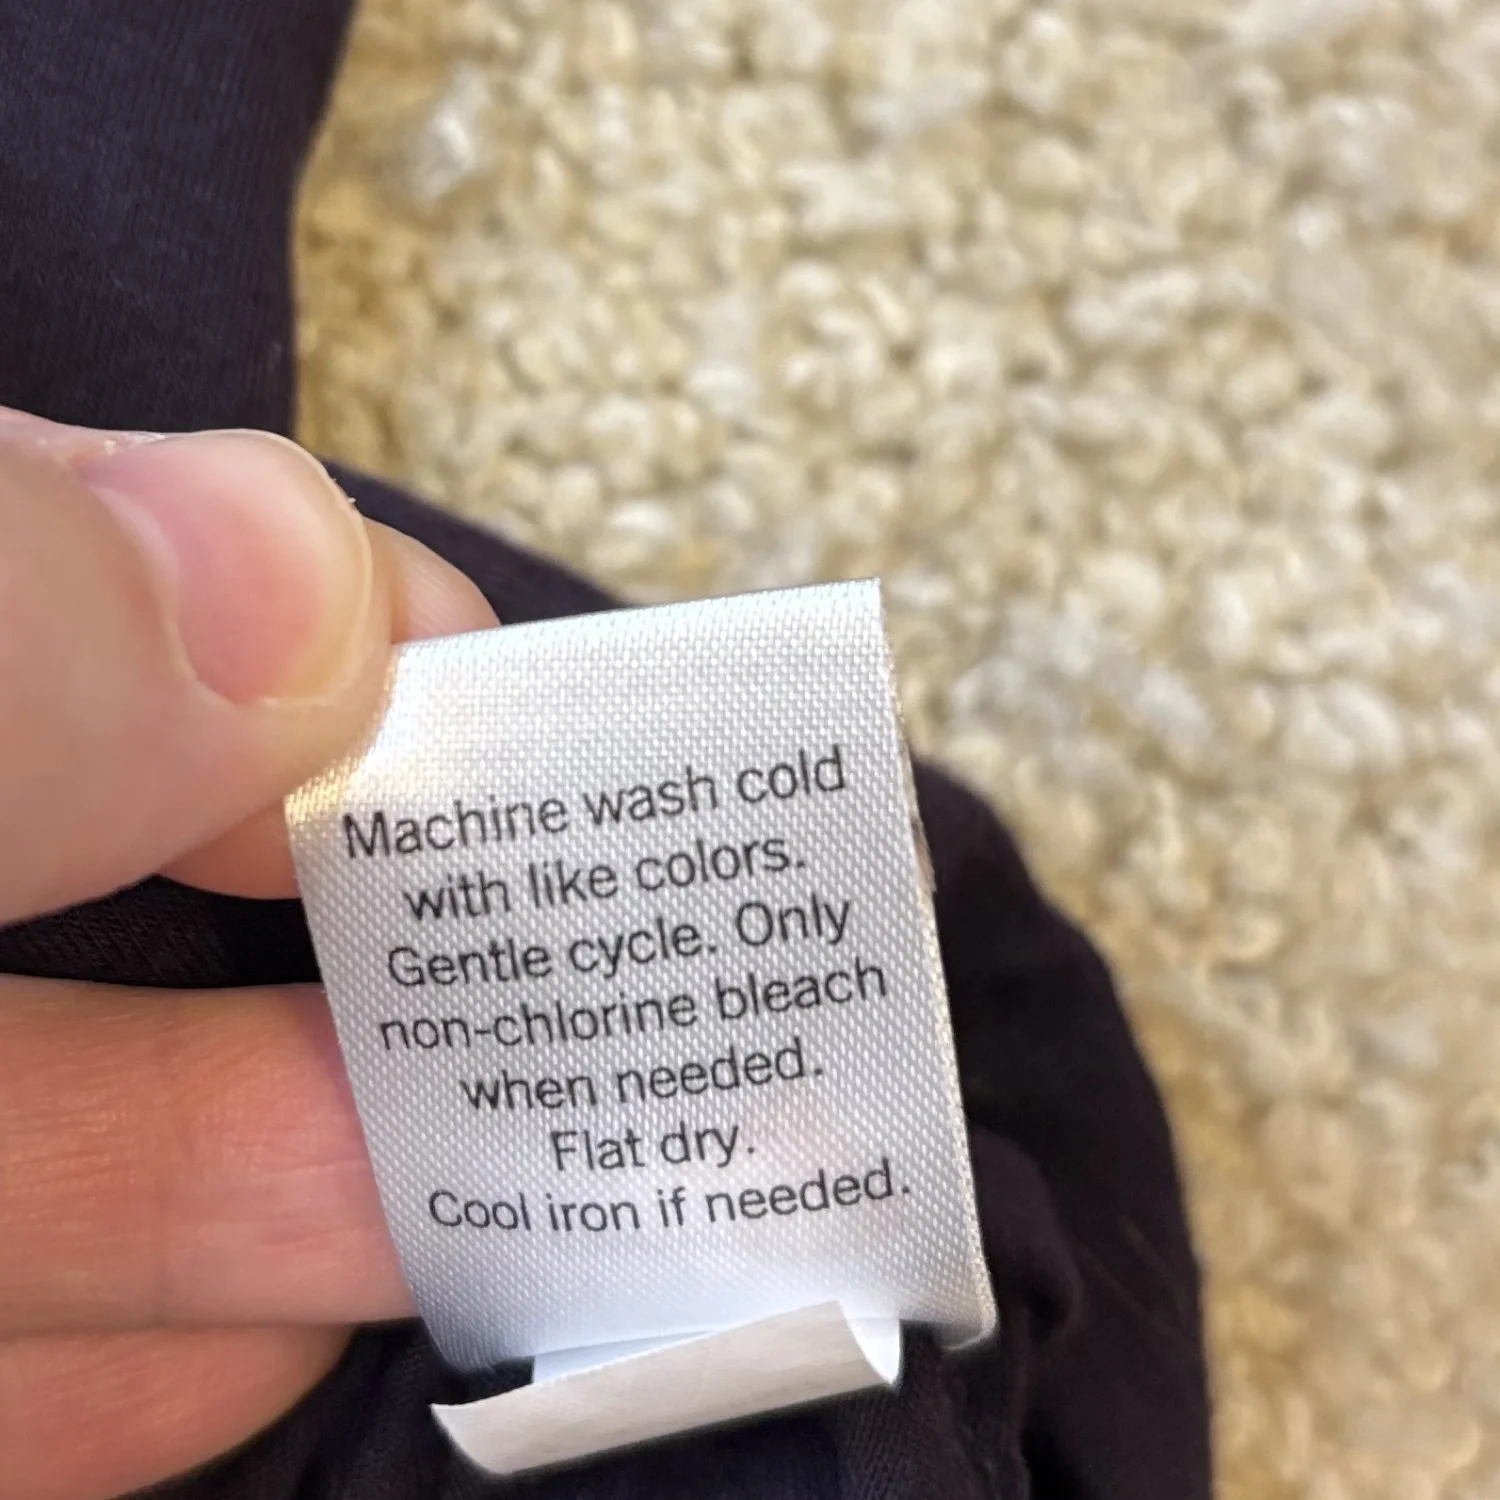 Machine wash cold
with like colors.
Gentle cycle. Only
non-chlorine bleach
when needed.
Flat dry.
Cool iron if needed.